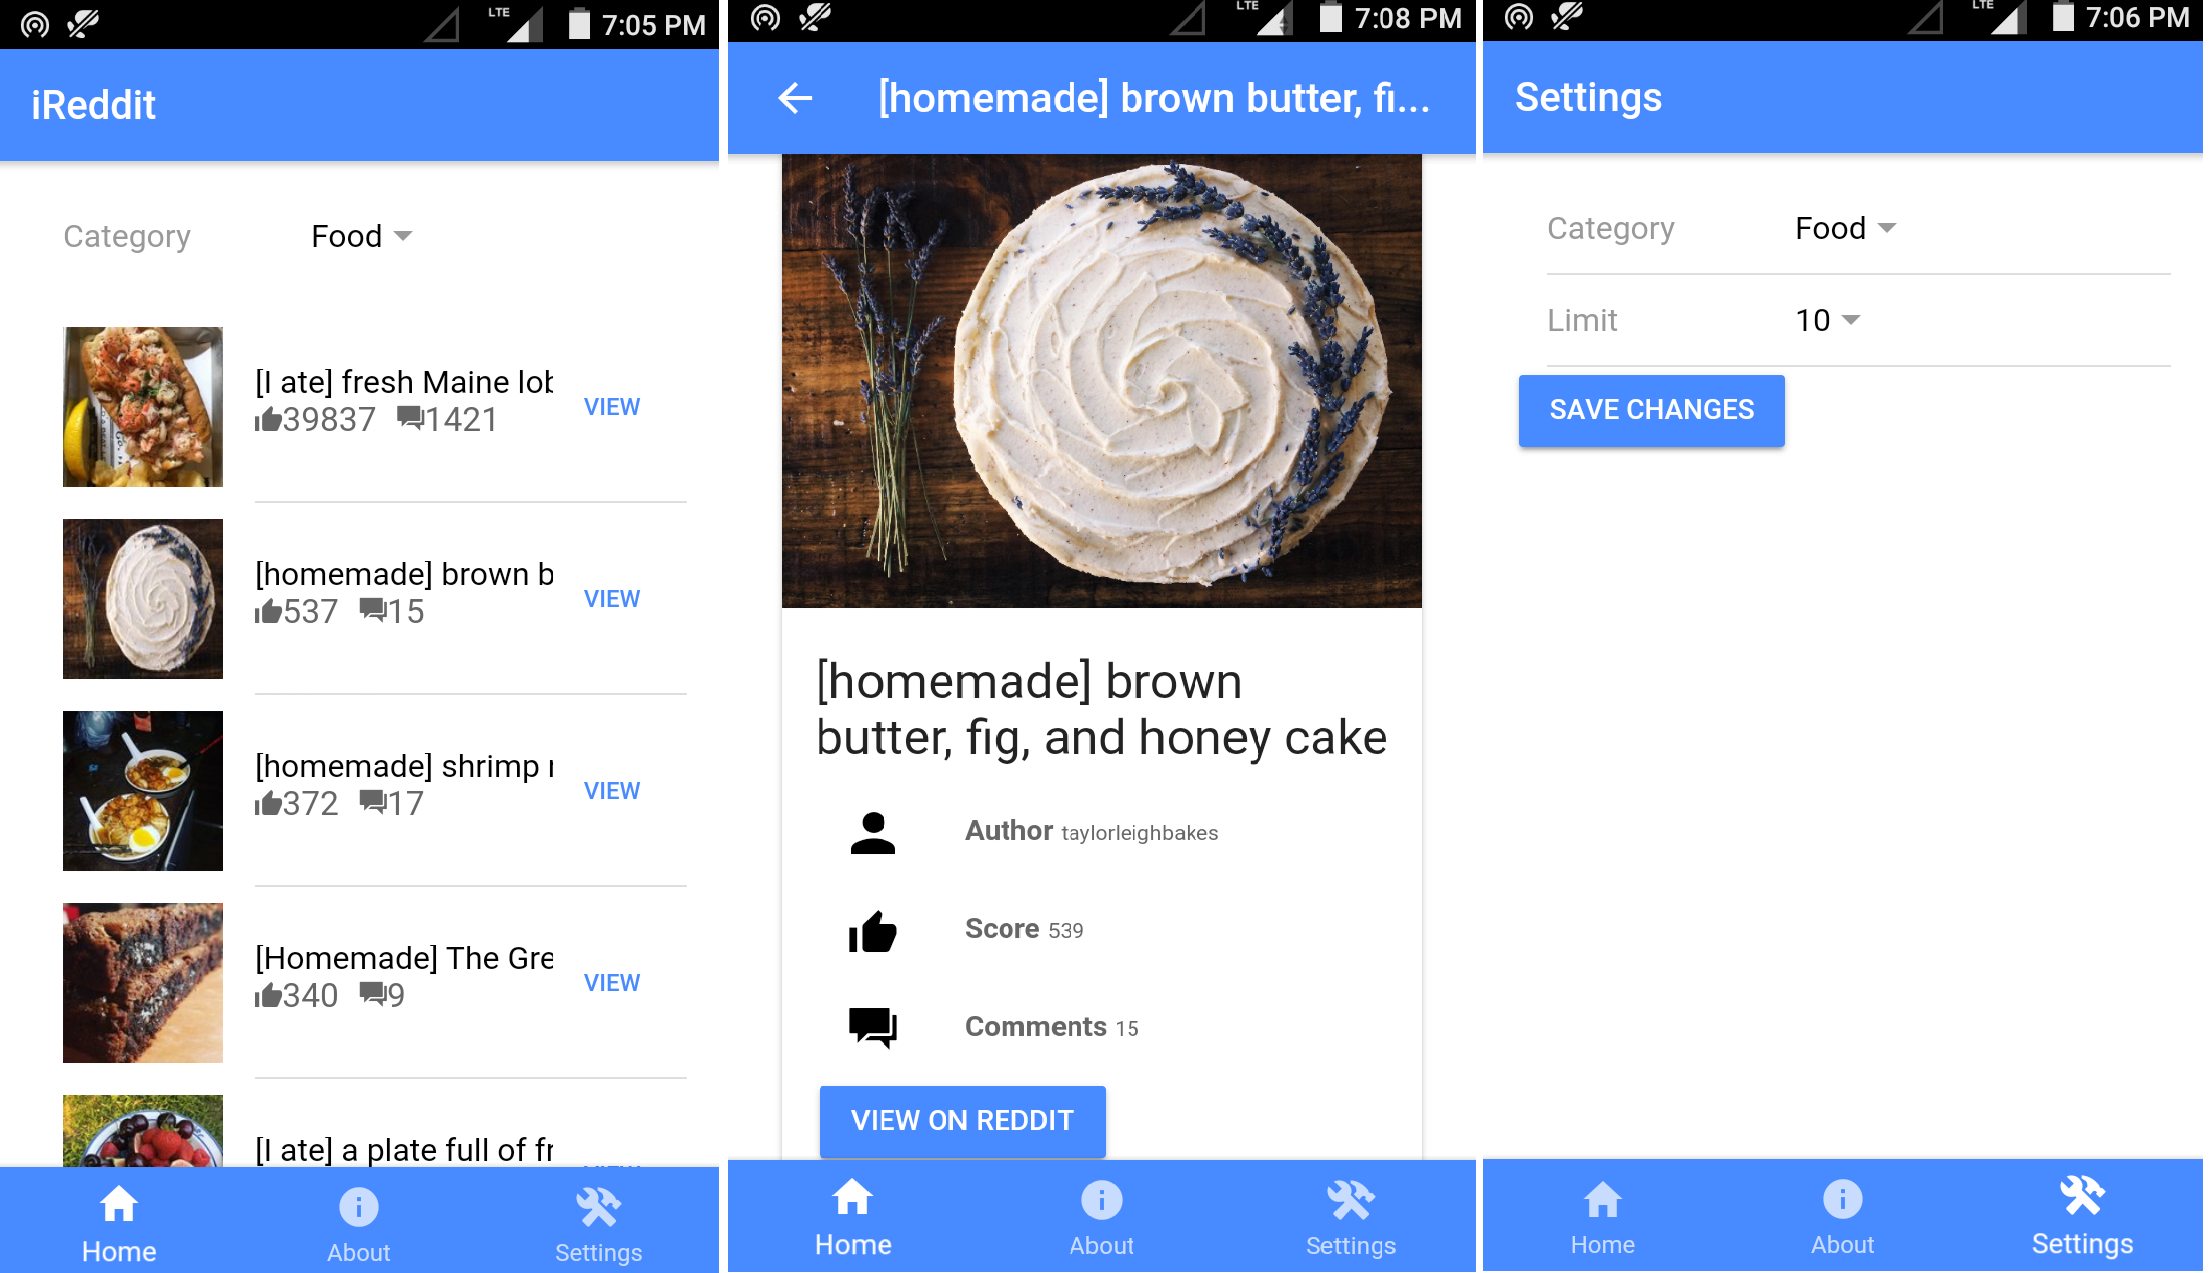 LTE
7:05 PM
iReddit
Category Food
[I ate] fresh Maine lob
39837 1421
VIEW
[homemade] brown b
537 15
VIEW
[homemade] shrimp r
372 17
VIEW
[Homemade] The Gre
340 9
VIEW
[I ate] a plate full of fr
VIEW
Home About Settings
LTE
7:08 PM
[homemade] brown butter, fi...
[homemade] brown
butter, fig, and honey cake
Author taylorleighbakes
Score 539
Comments 15
VIEW ON REDDIT
Home About Settings
LTE
7:06 PM
Settings
Category Food
Limit 10
SAVE CHANGES
Home About Settings